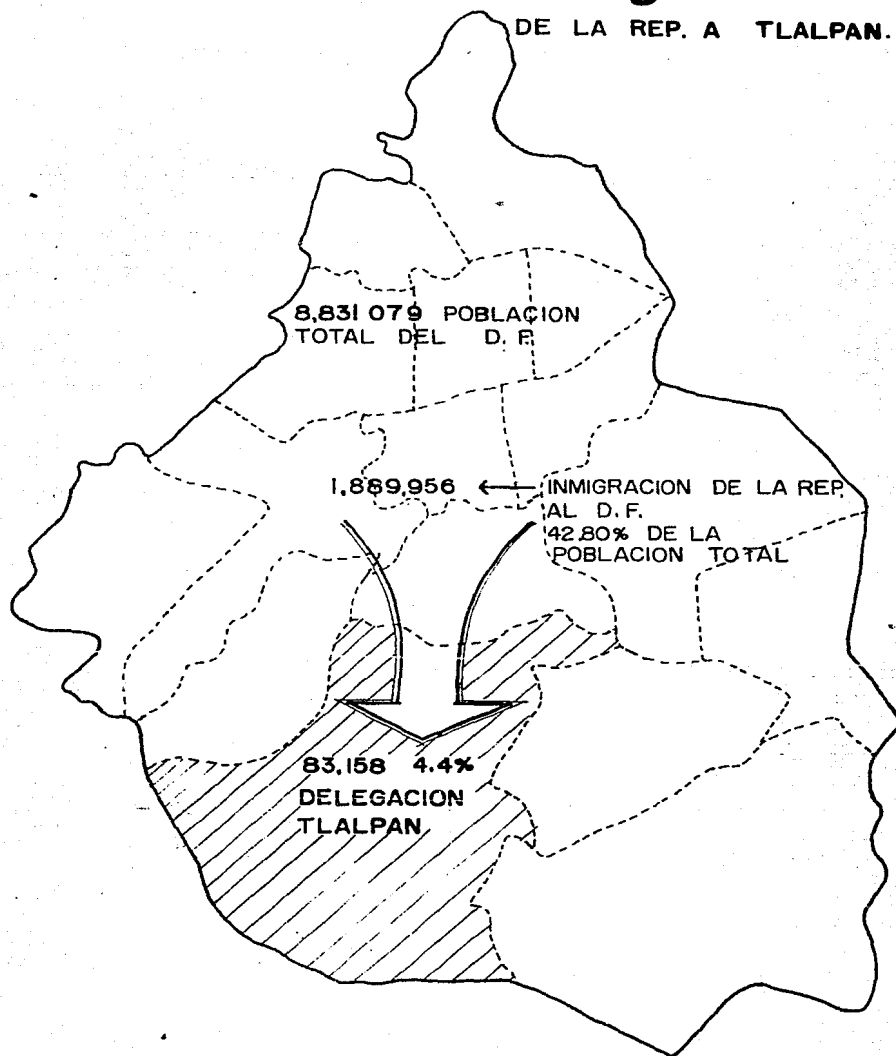 DE LA REP. A TLALPAN.
8,831 079 POBLACION
TOTAL DEL D. F.
1,889,956 ← INMIGRACION DE LA REP.
AL D. F.
42.80% DE LA
POBLACION TOTAL
83,158 4.4%
DELEGACION
TLALPAN